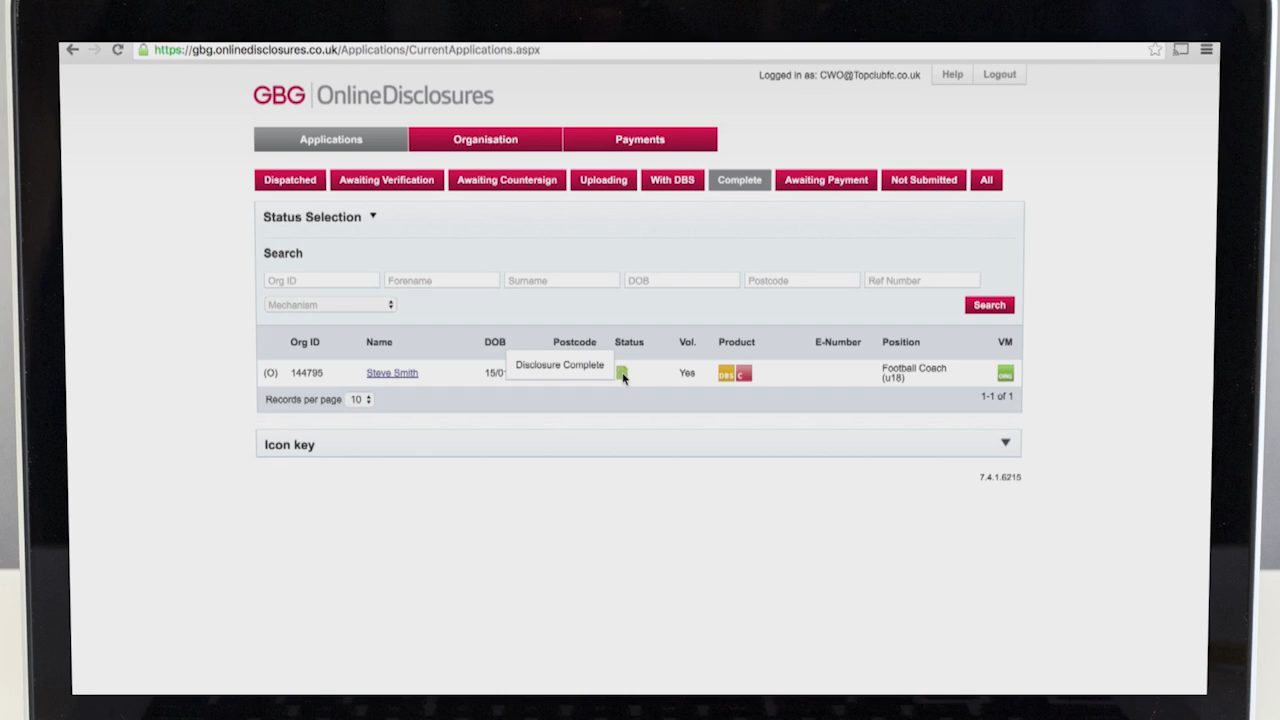 https://gbg.onlinedisclosures.co.uk/Applications/CurrentApplications.aspx
Logged in as: CWO@Topclubfc.co.uk Help Logout
GBG OnlineDisclosures
Applications Organisation Payments
Dispatched Awaiting Verification Awaiting Countersign Uploading With DBS Complete Awaiting Payment Not Submitted All
Status Selection
Search
Org ID Forename Surname DOB Postcode Ref Number
Mechanism Search
Org ID Name DOB Postcode Status Vol. Product E-Number Position VM
Disclosure Complete
(O) 144795 Steve Smith 15/0 Yes DBS C Football Coach (u18) ORG
Records per page 10 1-1 of 1
Icon key
7.4.1.6215